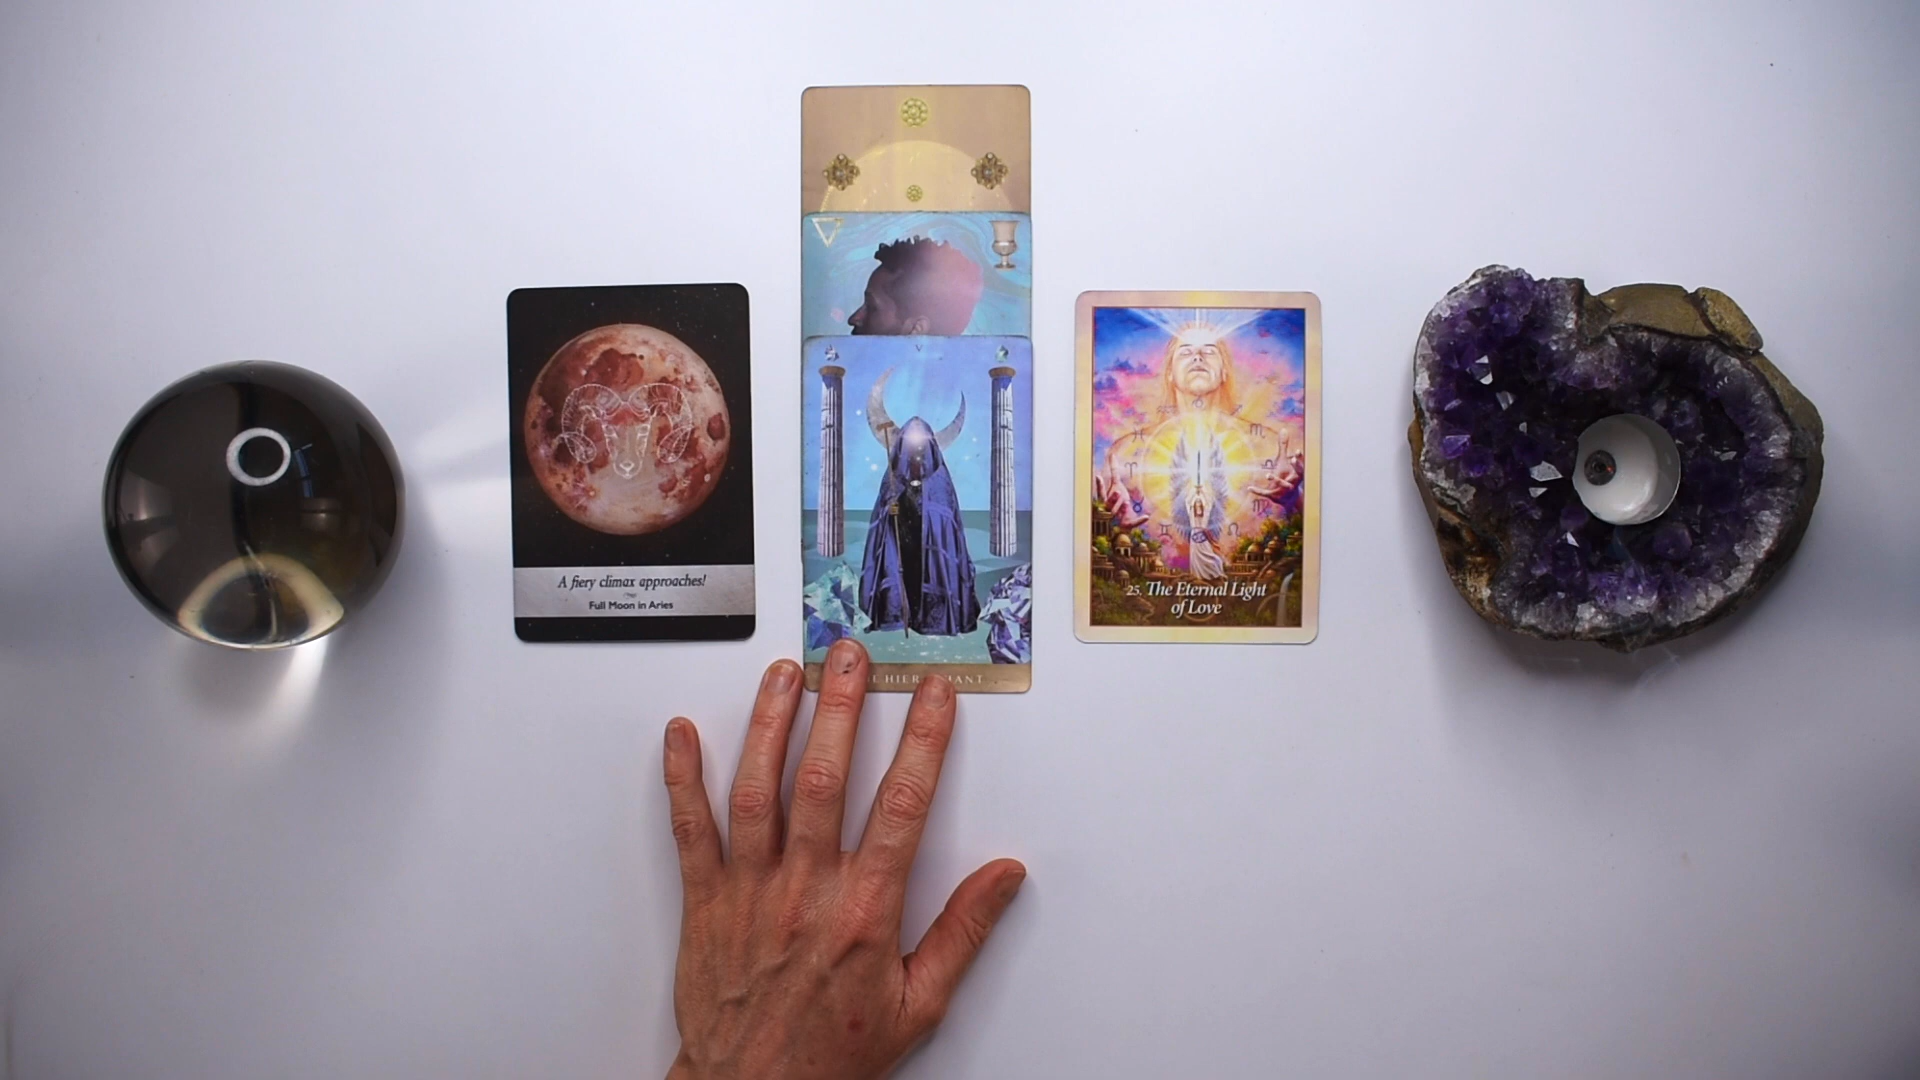 A fiery climax approaches!
Full Moon in Aries
V
25. The Eternal Light
of Love